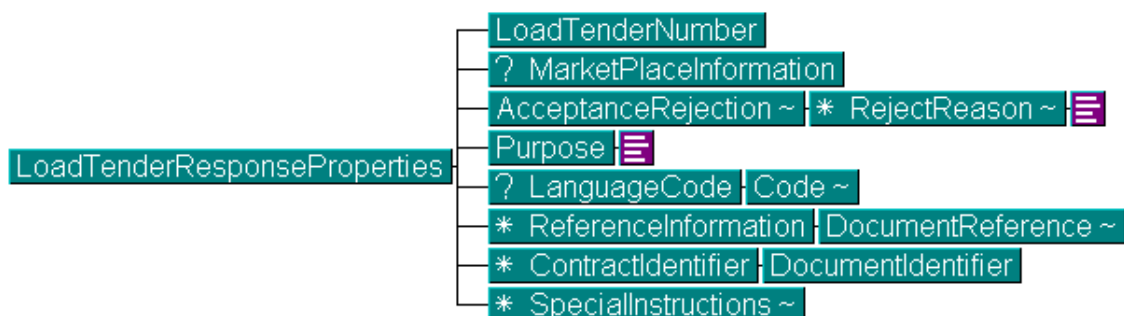 LoadTenderNumber
? MarketPlaceInformation
AcceptanceRejection ~ * RejectReason ~
Purpose
LoadTenderResponseProperties
? LanguageCode Code ~
* ReferenceInformation DocumentReference ~
* ContractIdentifier DocumentIdentifier
* SpecialInstructions ~